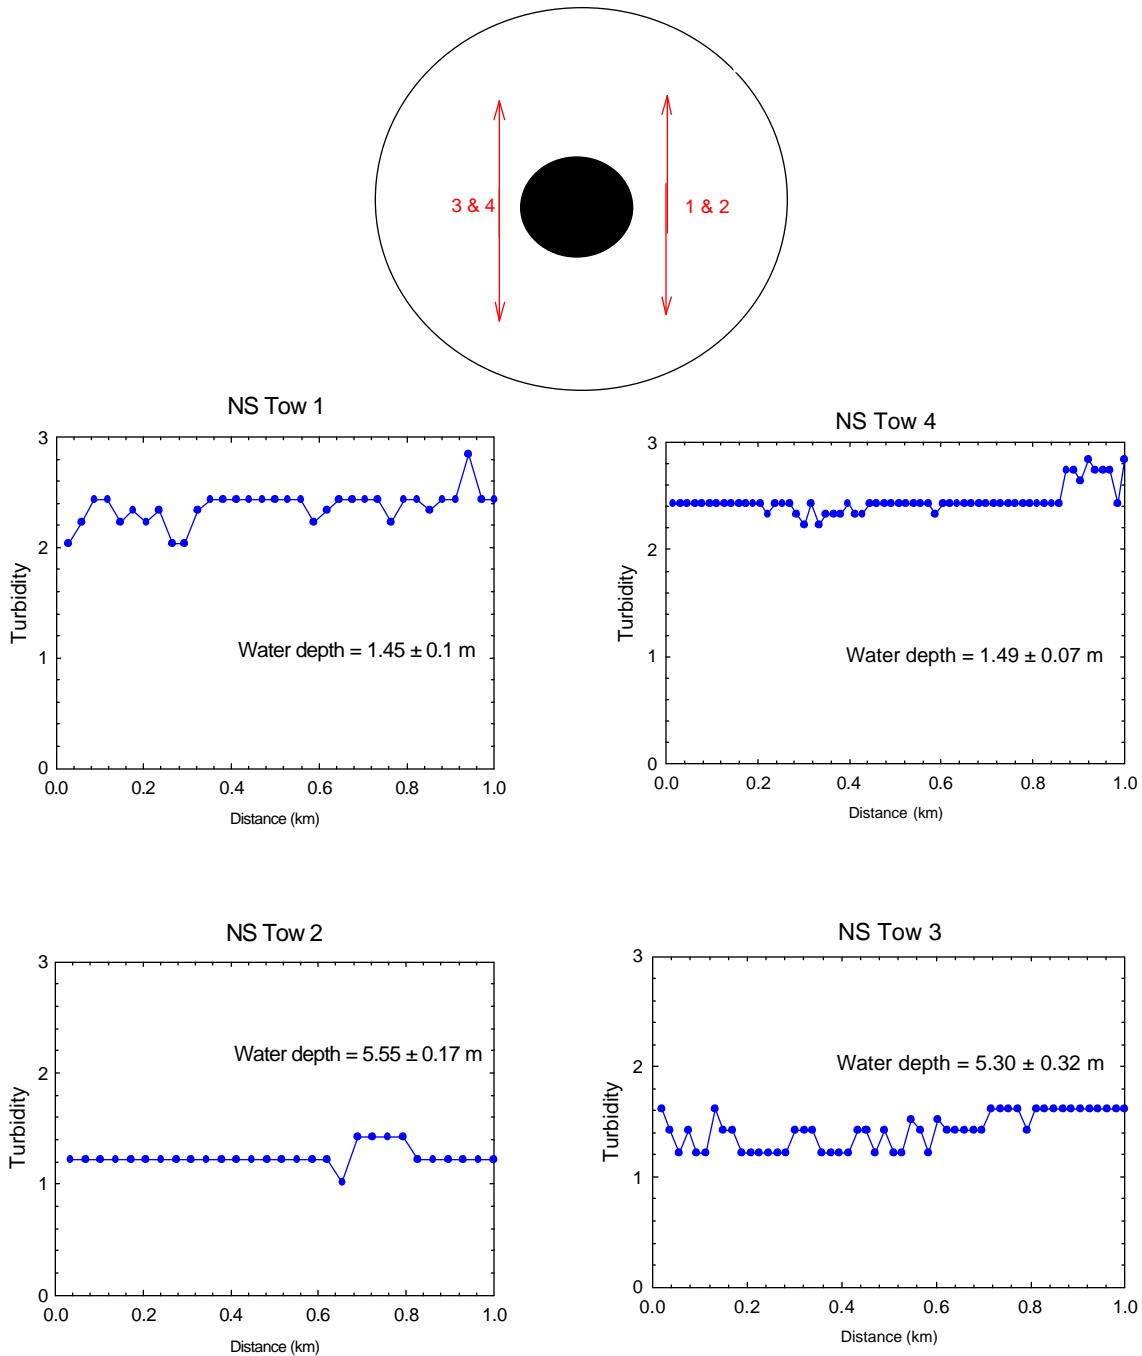 3 & 4
1 & 2
NS Tow 1
3
2
1
0
Turbidity
Water depth = 1.45 ± 0.1 m
0.0 0.2 0.4 0.6 0.8 1.0
Distance (km)
NS Tow 4
3
2
1
0
Turbidity
Water depth = 1.49 ± 0.07 m
0.0 0.2 0.4 0.6 0.8 1.0
Distance (km)
NS Tow 2
3
2
1
0
Turbidity
Water depth = 5.55 ± 0.17 m
0.0 0.2 0.4 0.6 0.8 1.0
Distance (km)
NS Tow 3
3
2
1
0
Turbidity
Water depth = 5.30 ± 0.32 m
0.0 0.2 0.4 0.6 0.8 1.0
Distance (km)